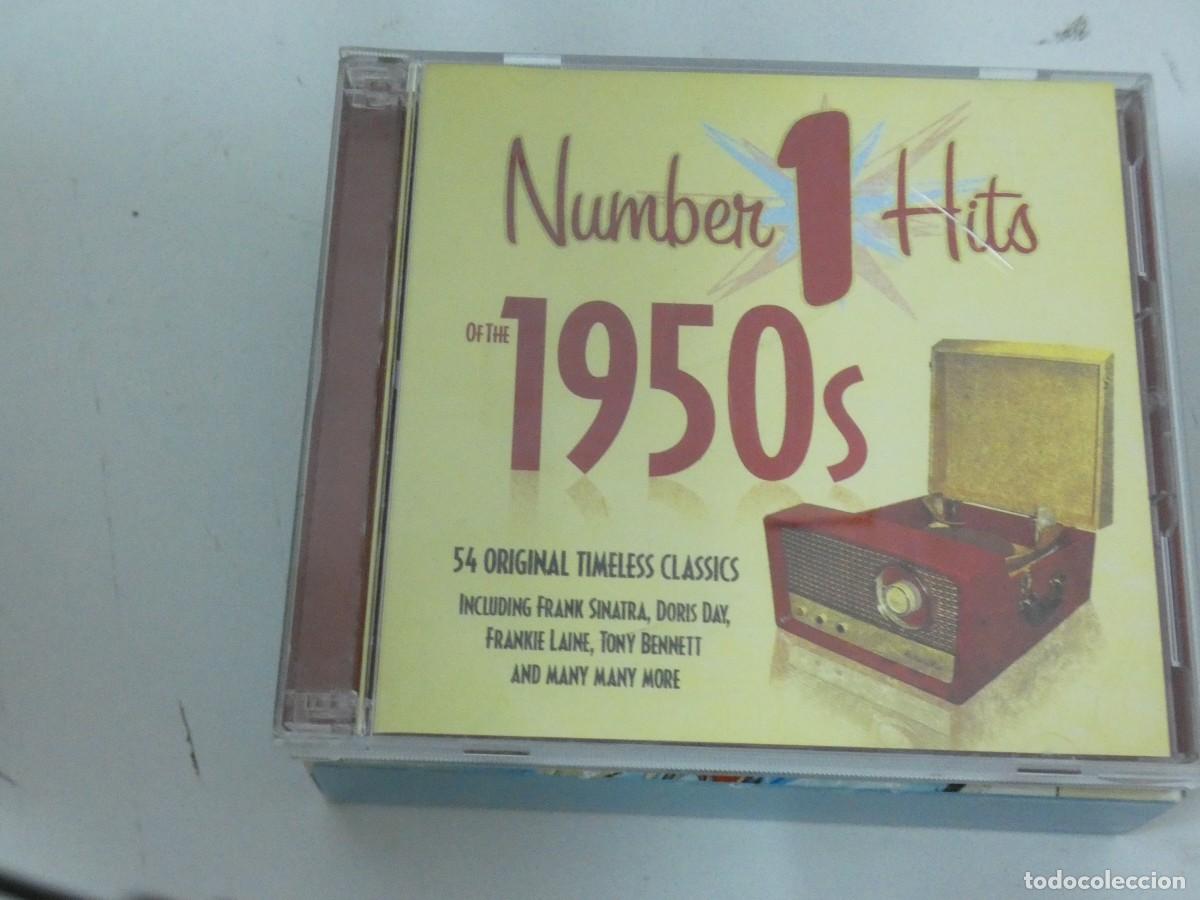 Number 1 Hits
OF THE 1950s
54 ORIGINAL TIMELESS CLASSICS
INCLUDING FRANK SINATRA, DORIS DAY,
FRANKIE LAINE, TONY BENNETT
AND MANY MANY MORE
todocoleccion